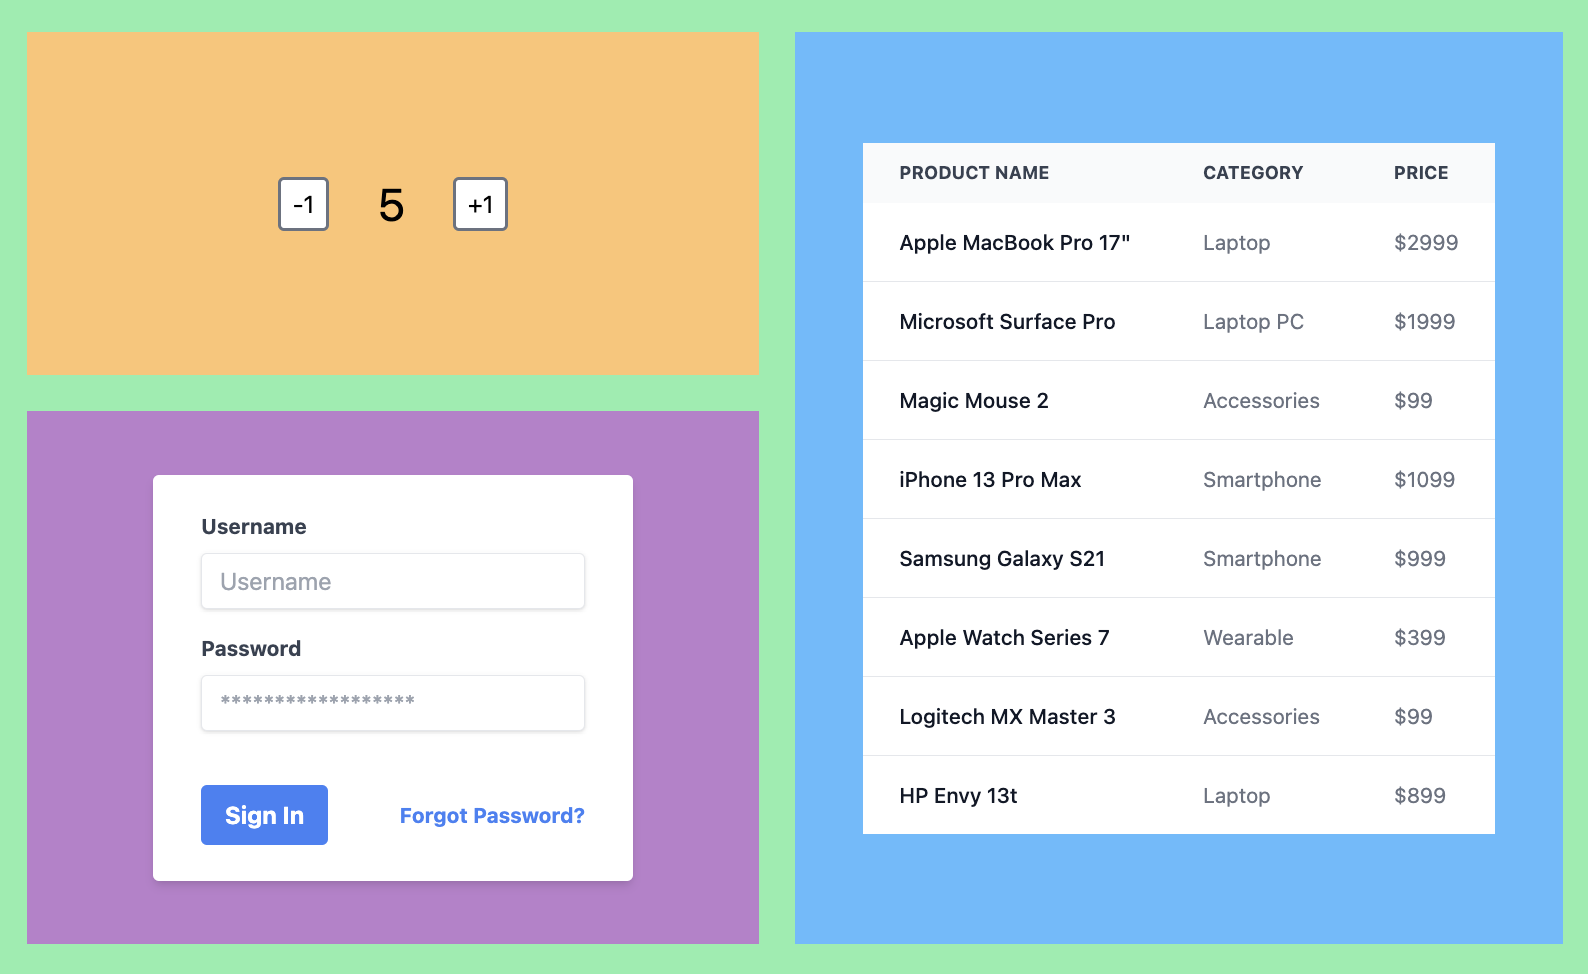 -1 5 +1
Username
Username
Password
******************
Sign In Forgot Password?
PRODUCT NAME CATEGORY PRICE
Apple MacBook Pro 17" Laptop $2999
Microsoft Surface Pro Laptop PC $1999
Magic Mouse 2 Accessories $99
iPhone 13 Pro Max Smartphone $1099
Samsung Galaxy S21 Smartphone $999
Apple Watch Series 7 Wearable $399
Logitech MX Master 3 Accessories $99
HP Envy 13t Laptop $899